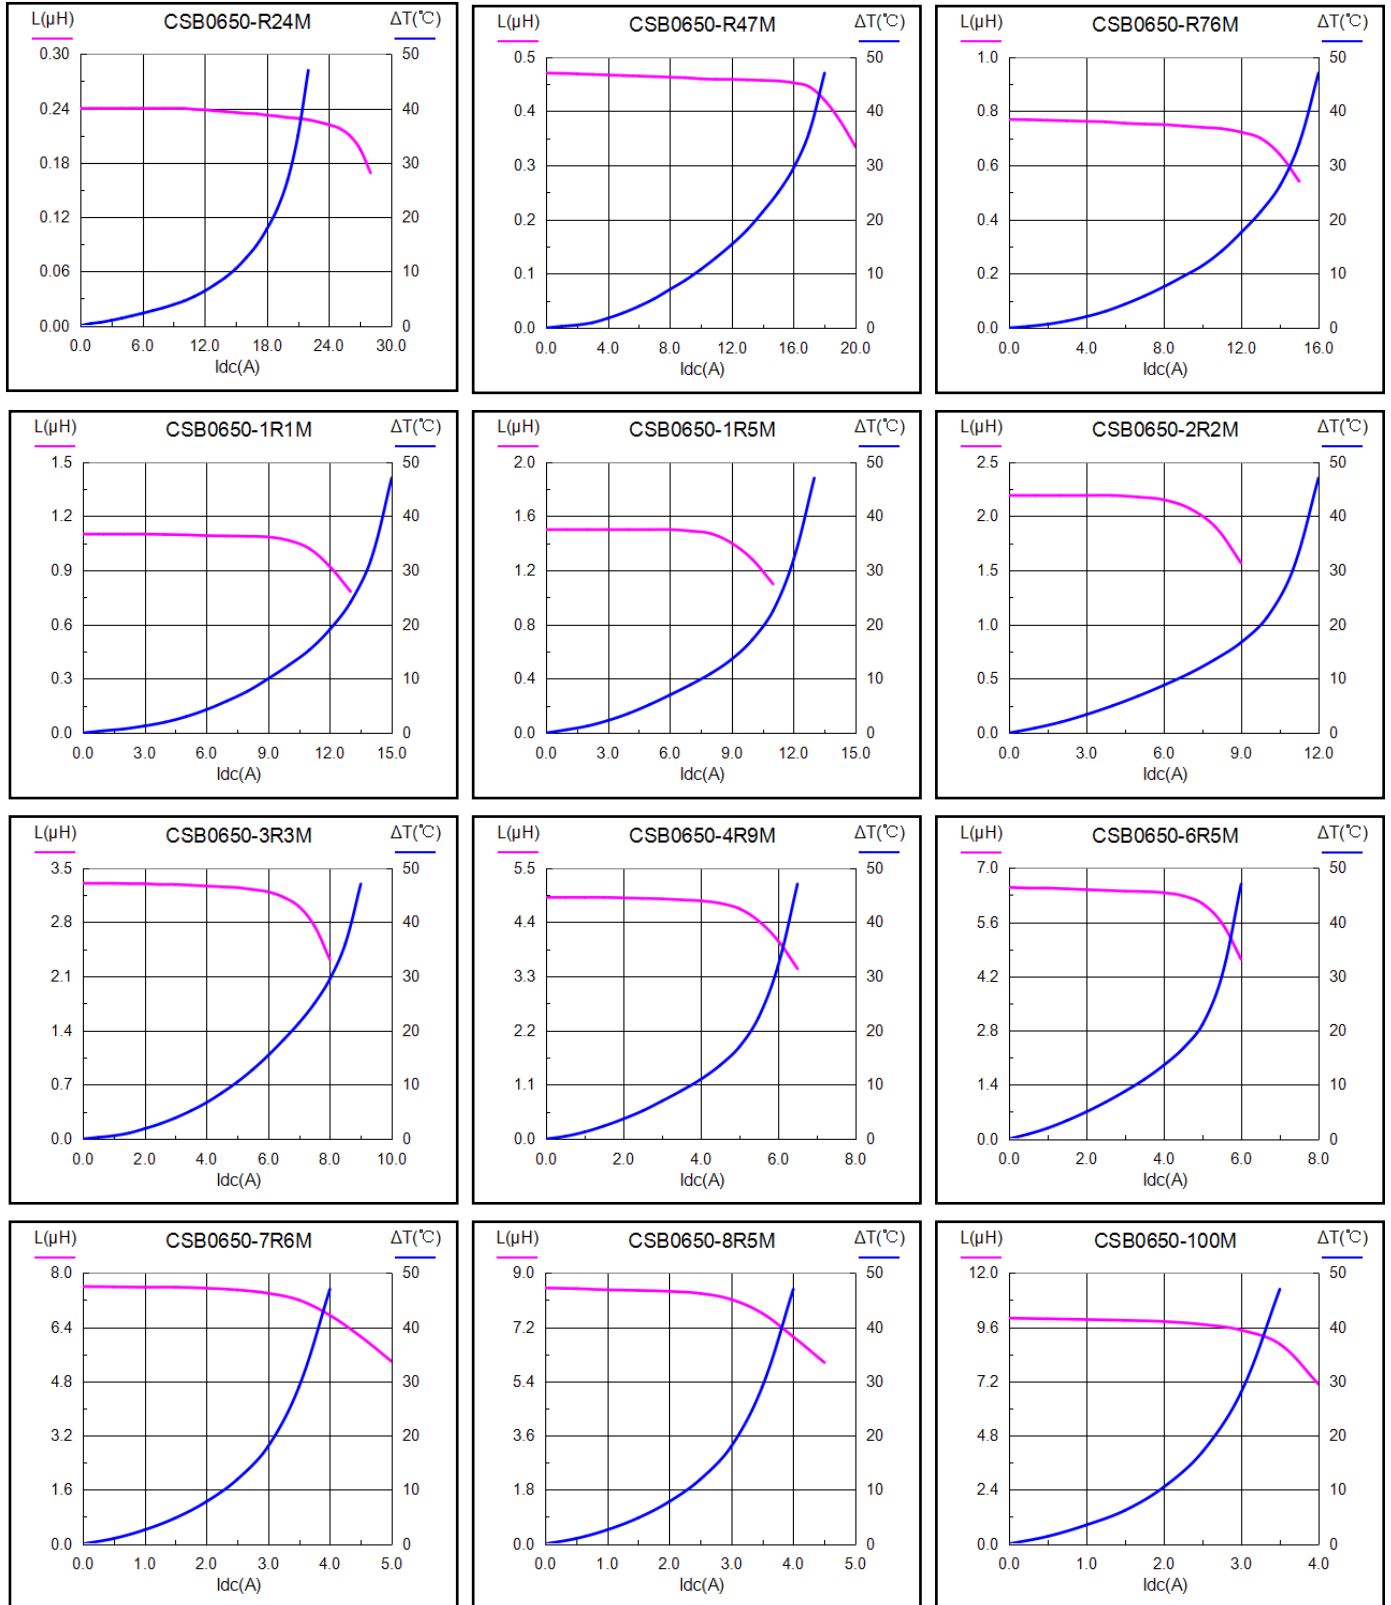 L(μH) CSB0650-R24M ΔT(℃)
0.30 50
0.24 40
0.18 30
0.12 20
0.06 10
0.00 0
0.0 6.0 12.0 18.0 24.0 30.0
Idc(A)
L(μH) CSB0650-R47M ΔT(℃)
0.5 50
0.4 40
0.3 30
0.2 20
0.1 10
0.0 0
0.0 4.0 8.0 12.0 16.0 20.0
Idc(A)
L(μH) CSB0650-R76M ΔT(℃)
1.0 50
0.8 40
0.6 30
0.4 20
0.2 10
0.0 0
0.0 4.0 8.0 12.0 16.0
Idc(A)
L(μH) CSB0650-1R1M ΔT(℃)
1.5 50
1.2 40
0.9 30
0.6 20
0.3 10
0.0 0
0.0 3.0 6.0 9.0 12.0 15.0
Idc(A)
L(μH) CSB0650-1R5M ΔT(℃)
2.0 50
1.6 40
1.2 30
0.8 20
0.4 10
0.0 0
0.0 3.0 6.0 9.0 12.0 15.0
Idc(A)
L(μH) CSB0650-2R2M ΔT(℃)
2.5 50
2.0 40
1.5 30
1.0 20
0.5 10
0.0 0
0.0 3.0 6.0 9.0 12.0
Idc(A)
L(μH) CSB0650-3R3M ΔT(℃)
3.5 50
2.8 40
2.1 30
1.4 20
0.7 10
0.0 0
0.0 2.0 4.0 6.0 8.0 10.0
Idc(A)
L(μH) CSB0650-4R9M ΔT(℃)
5.5 50
4.4 40
3.3 30
2.2 20
1.1 10
0.0 0
0.0 2.0 4.0 6.0 8.0
Idc(A)
L(μH) CSB0650-6R5M ΔT(℃)
7.0 50
5.6 40
4.2 30
2.8 20
1.4 10
0.0 0
0.0 2.0 4.0 6.0 8.0
Idc(A)
L(μH) CSB0650-7R6M ΔT(℃)
8.0 50
6.4 40
4.8 30
3.2 20
1.6 10
0.0 0
0.0 1.0 2.0 3.0 4.0 5.0
Idc(A)
L(μH) CSB0650-8R5M ΔT(℃)
9.0 50
7.2 40
5.4 30
3.6 20
1.8 10
0.0 0
0.0 1.0 2.0 3.0 4.0 5.0
Idc(A)
L(μH) CSB0650-100M ΔT(℃)
12.0 50
9.6 40
7.2 30
4.8 20
2.4 10
0.0 0
0.0 1.0 2.0 3.0 4.0
Idc(A)